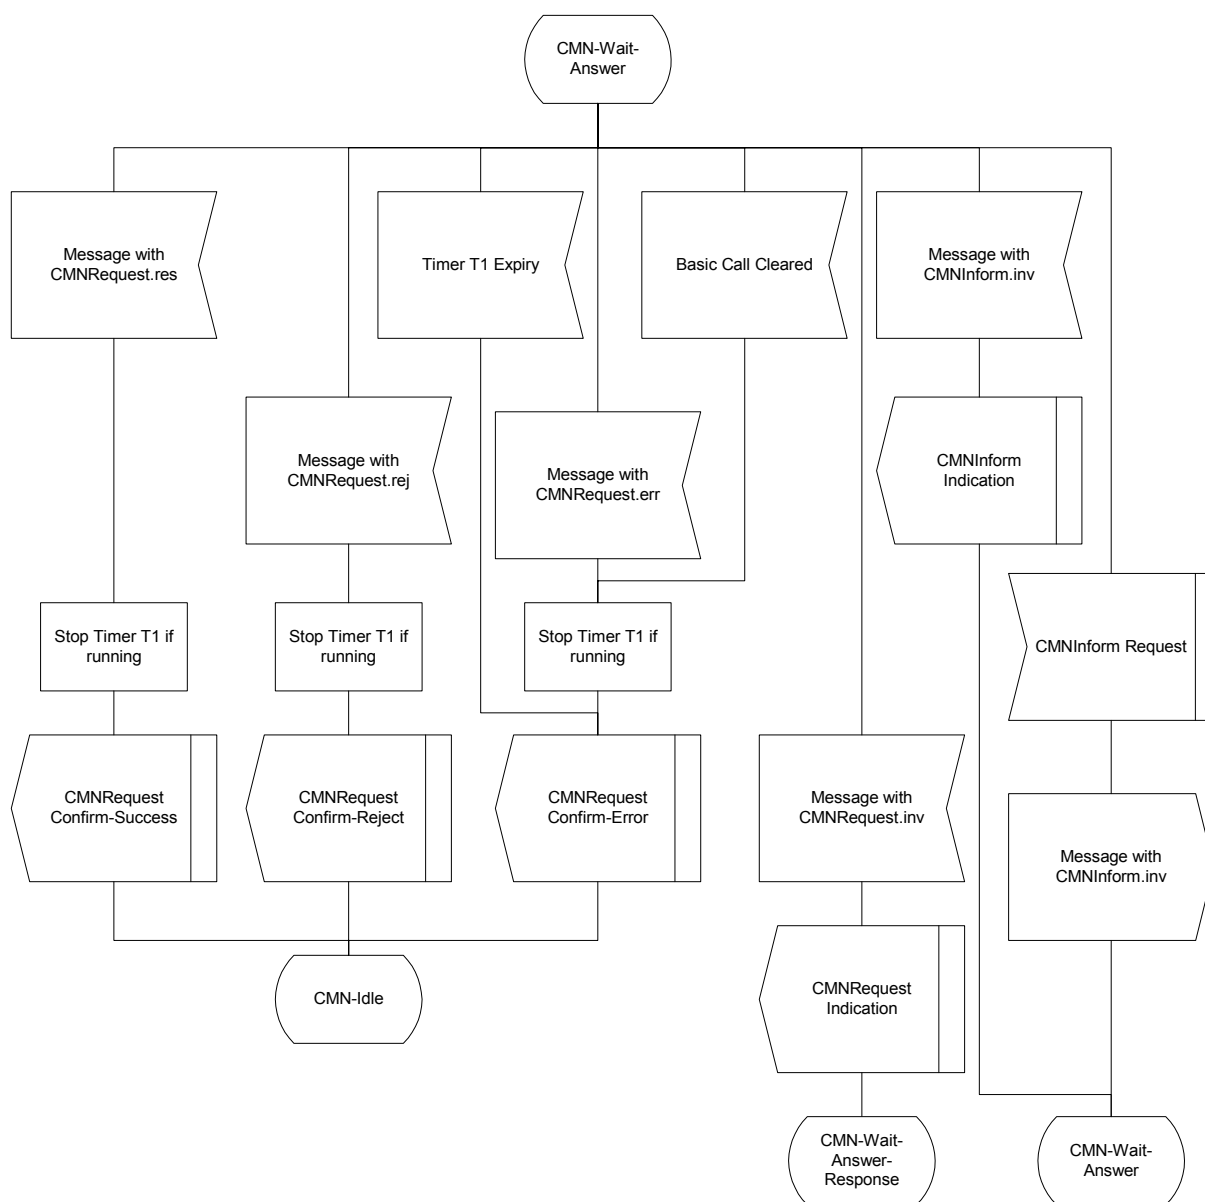 CMN-Wait-
Answer
Message with
CMNRequest.res
Timer T1 Expiry
Basic Call Cleared
Message with
CMNInform.inv
Message with
CMNRequest.rej
Message with
CMNRequest.err
CMNInform
Indication
Stop Timer T1 if
running
Stop Timer T1 if
running
Stop Timer T1 if
running
CMNInform Request
CMNRequest
Confirm-Success
CMNRequest
Confirm-Reject
CMNRequest
Confirm-Error
Message with
CMNRequest.inv
Message with
CMNInform.inv
CMN-Idle
CMNRequest
Indication
CMN-Wait-
Answer-
Response
CMN-Wait-
Answer